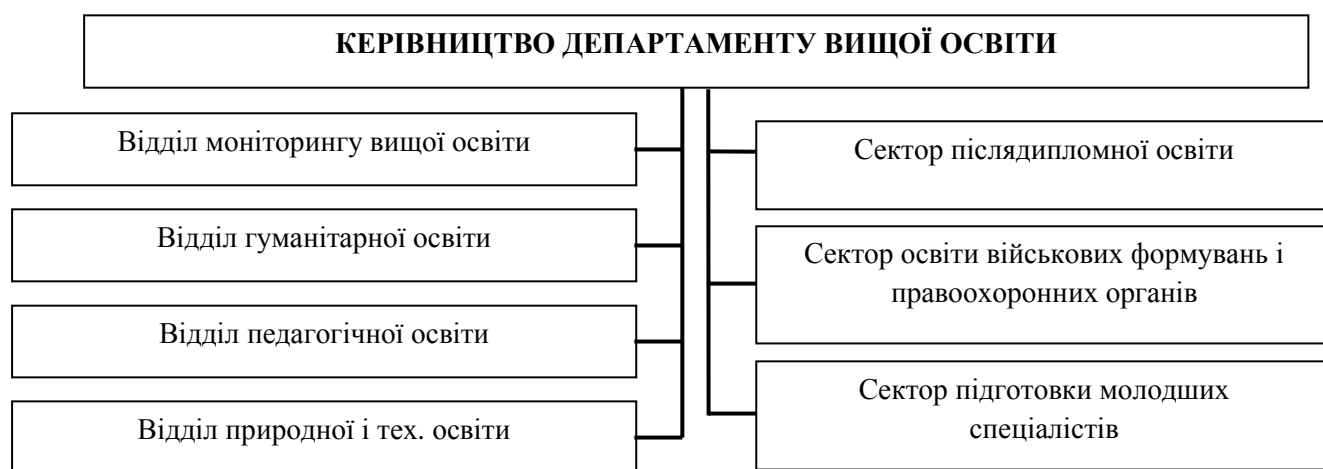 КЕРІВНИЦТВО ДЕПАРТАМЕНТУ ВИЩОЇ ОСВІТИ
Відділ моніторингу вищої освіти
Відділ гуманітарної освіти
Відділ педагогічної освіти
Відділ природної і тех. освіти
Сектор післядипломної освіти
Сектор освіти військових формувань і
правоохоронних органів
Сектор підготовки молодших
спеціалістів